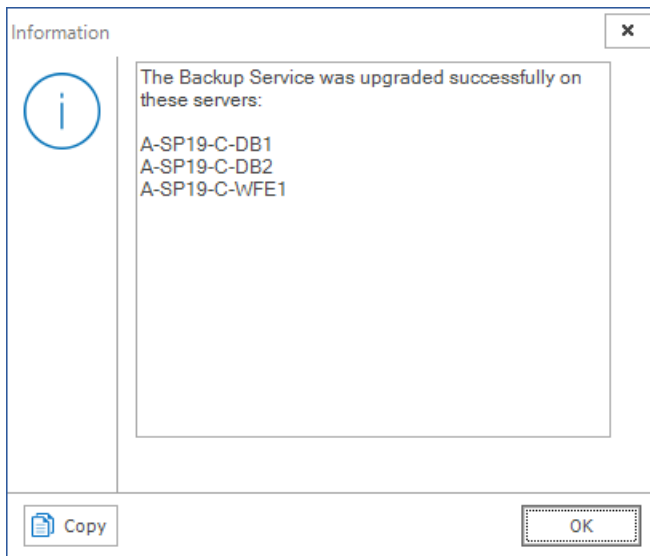 Information
The Backup Service was upgraded successfully on
these servers:
A-SP19-C-DB1
A-SP19-C-DB2
A-SP19-C-WFE1
Copy
OK